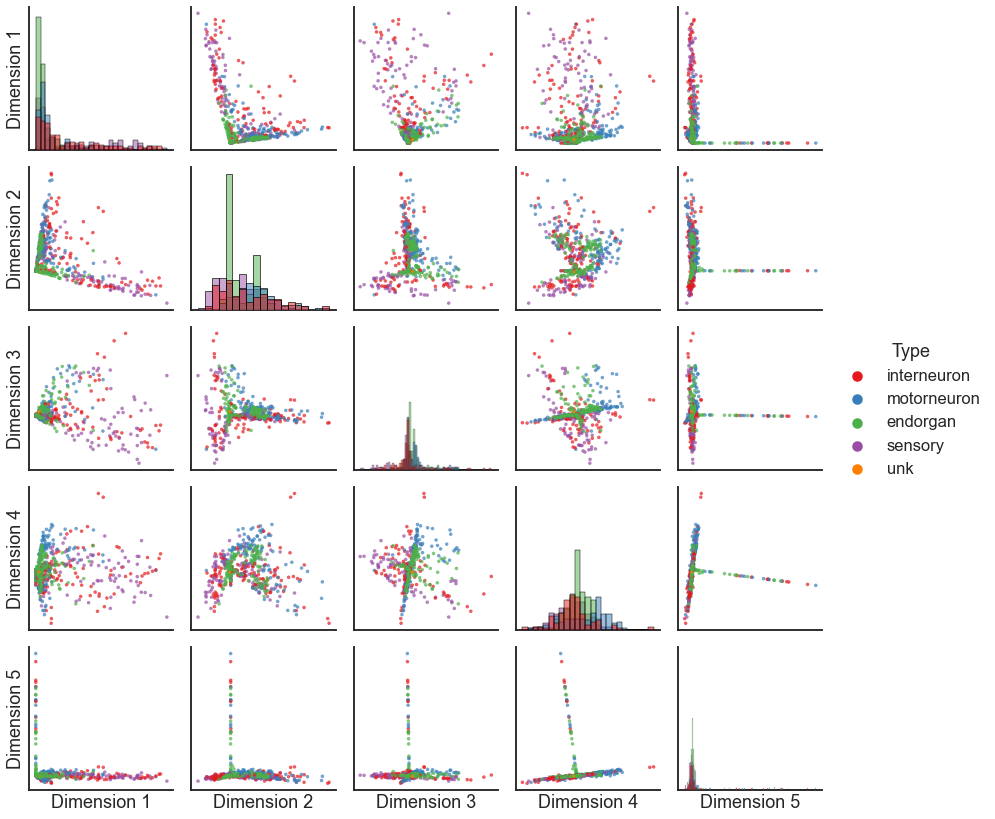 Dimension 1
Dimension 2
Dimension 3
Dimension 4
Dimension 5
Type
interneuron
motorneuron
endorgan
sensory
unk
Dimension 1
Dimension 2
Dimension 3
Dimension 4
Dimension 5